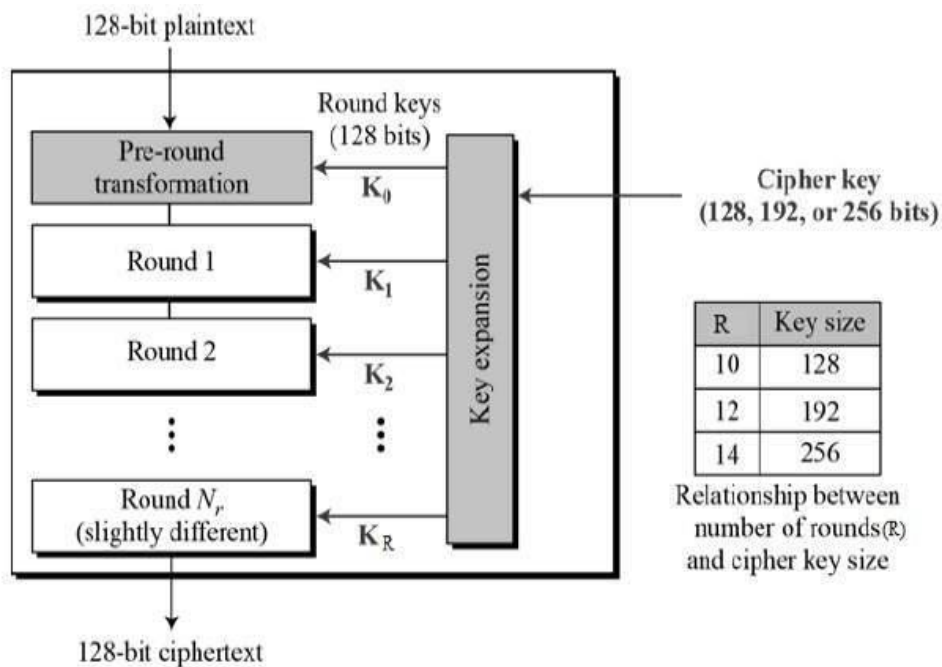 128-bit plaintext
Round keys
(128 bits)
Pre-round
transformation
K₀
Cipher key
(128, 192, or 256 bits)
Round 1
K₁
Round 2
K₂
Key expansion
R Key size
10 128
12 192
14 256
Relationship between
number of rounds(R)
and cipher key size
Round Nᵣ
(slightly different)
K_R
128-bit ciphertext